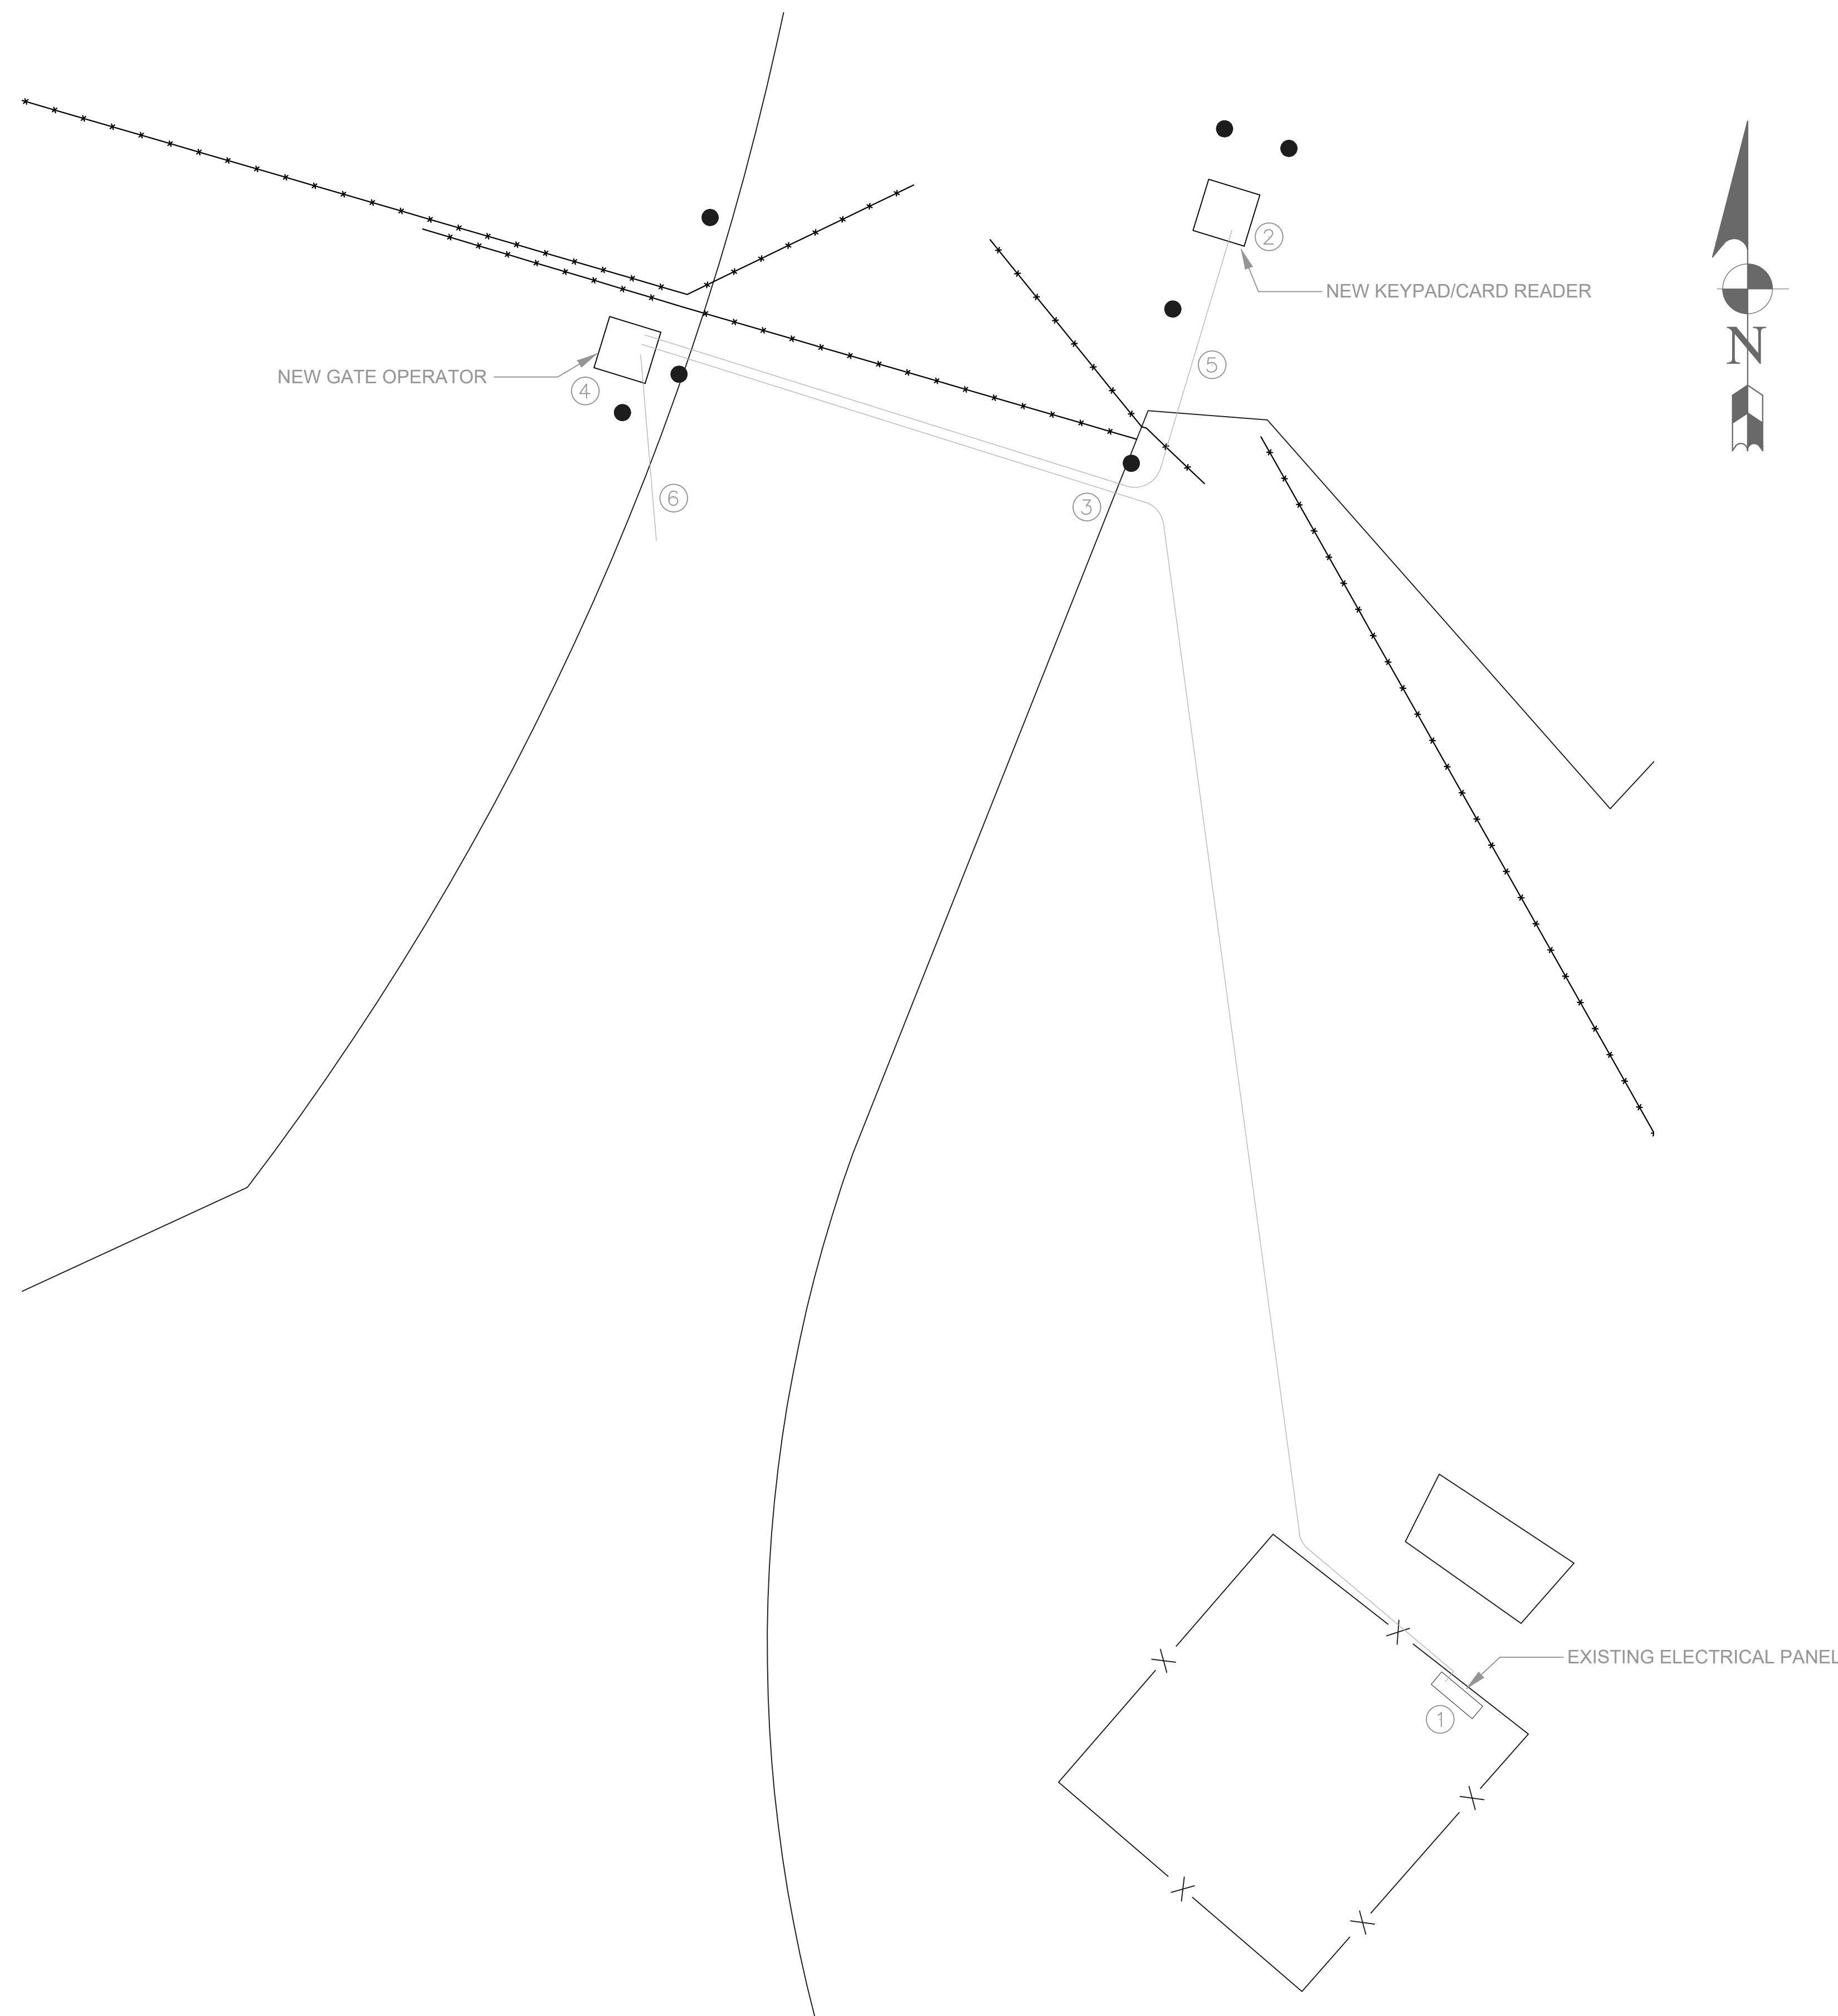 ②
NEW KEYPAD/CARD READER
N
⑤
NEW GATE OPERATOR
④
⑥
③
EXISTING ELECTRICAL PANEL
①